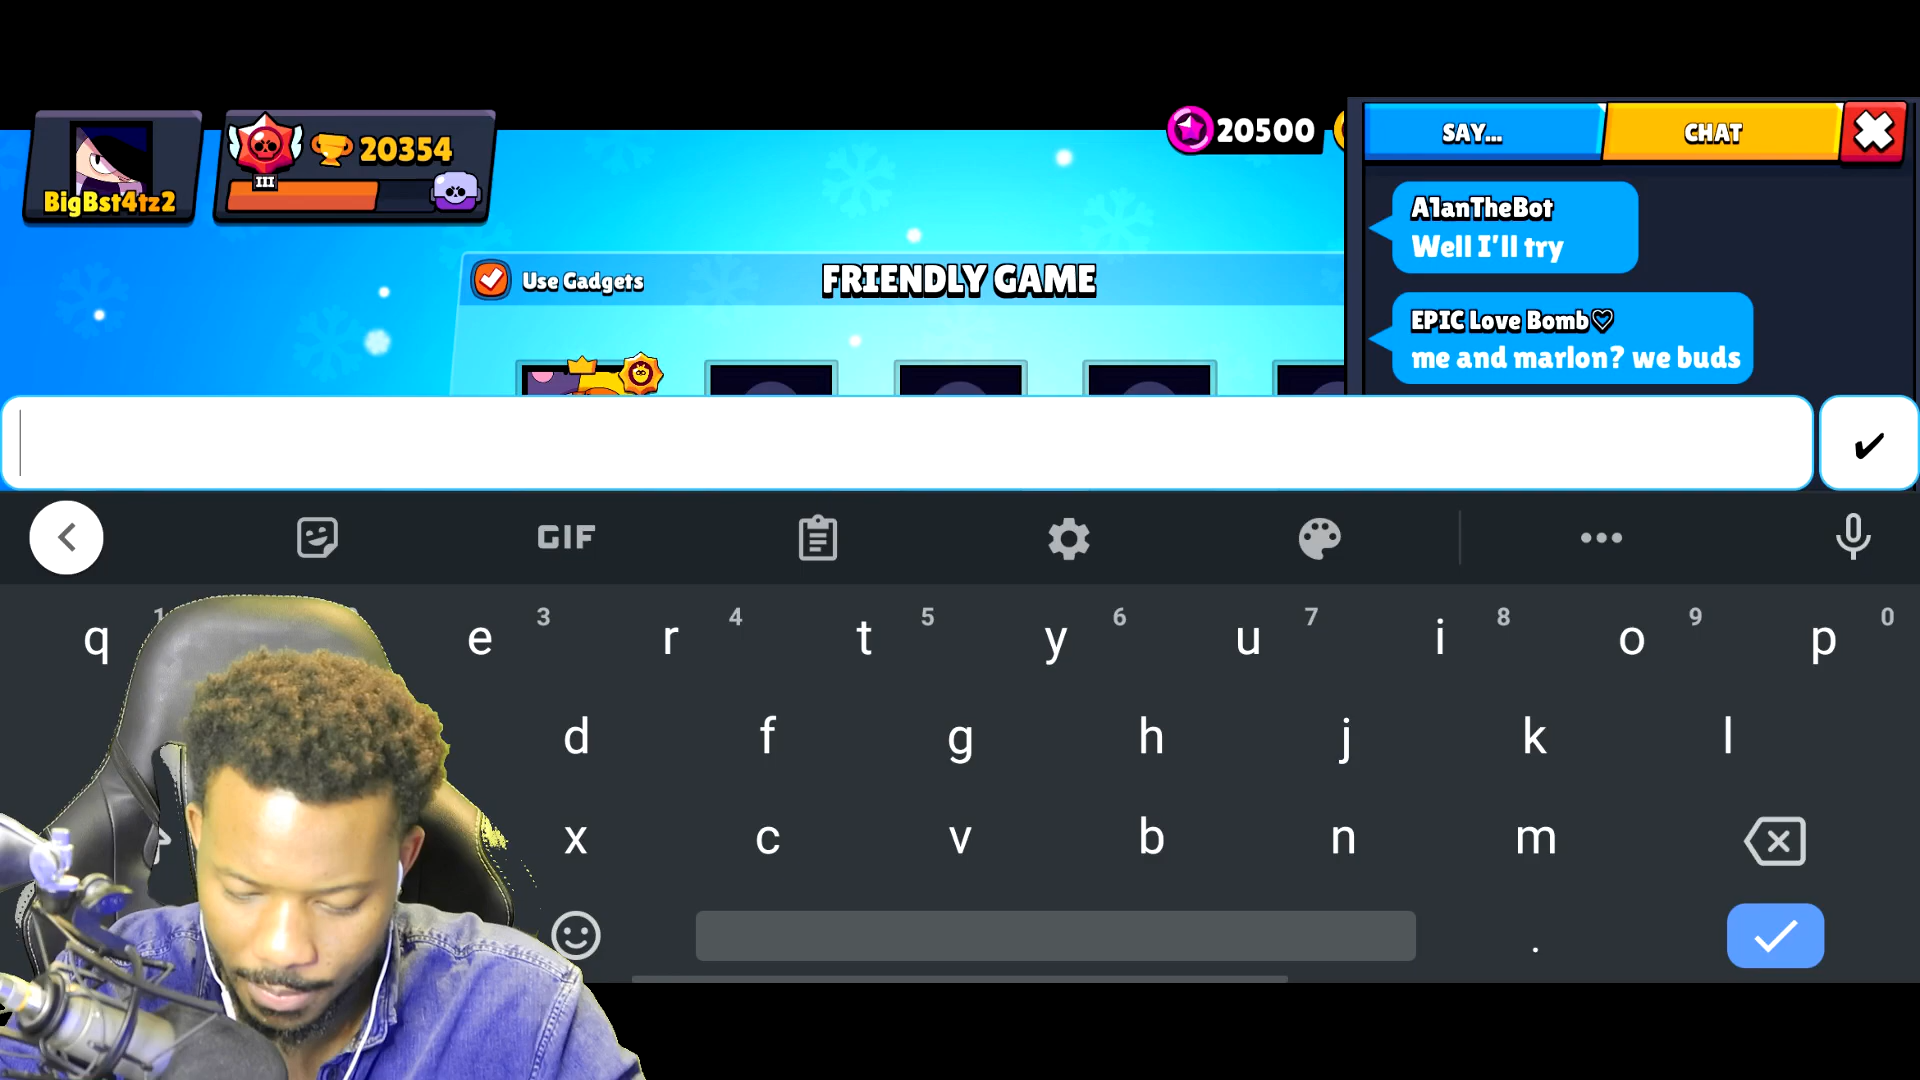 BigBst4tz2
III
20354
20500
SAY...
CHAT
A1anTheBot
Well I'll try
EPIC Love Bomb♡
me and marlon? we buds
Use Gadgets
FRIENDLY GAME
✔
GIF
q 1 e 3 r 4 t 5 y 6 u 7 i 8 o 9 p 0
d f g h j k l
x c v b n m
.